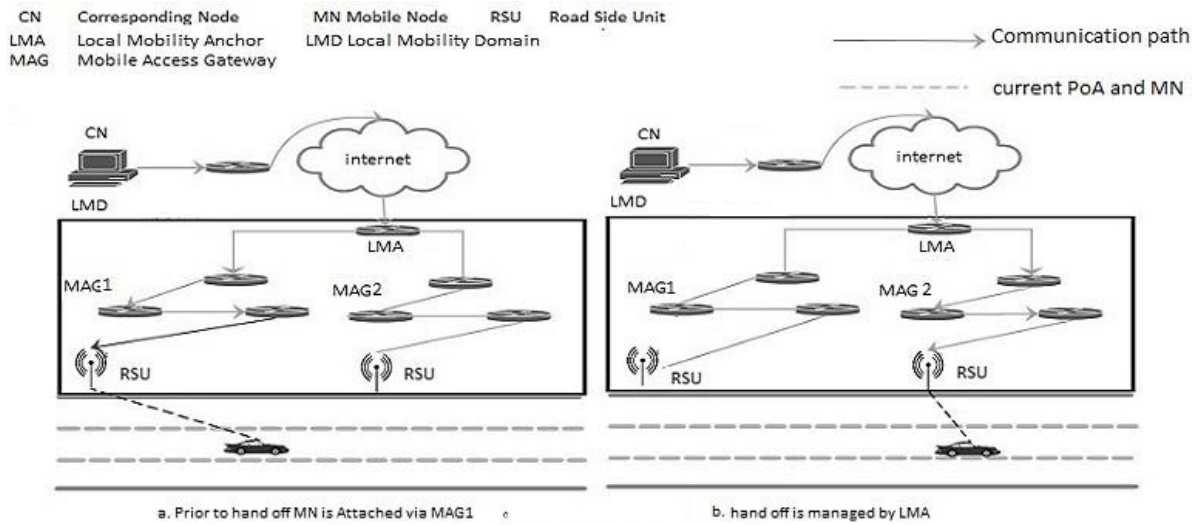 CN Corresponding Node MN Mobile Node RSU Road Side Unit
LMA Local Mobility Anchor LMD Local Mobility Domain
MAG Mobile Access Gateway
Communication path
current PoA and MN
CN
internet
LMD
LMA
MAG1
MAG2
RSU
RSU
a. Prior to hand off MN is Attached via MAG1
CN
internet
LMD
LMA
MAG1
MAG 2
RSU
RSU
b. hand off is managed by LMA